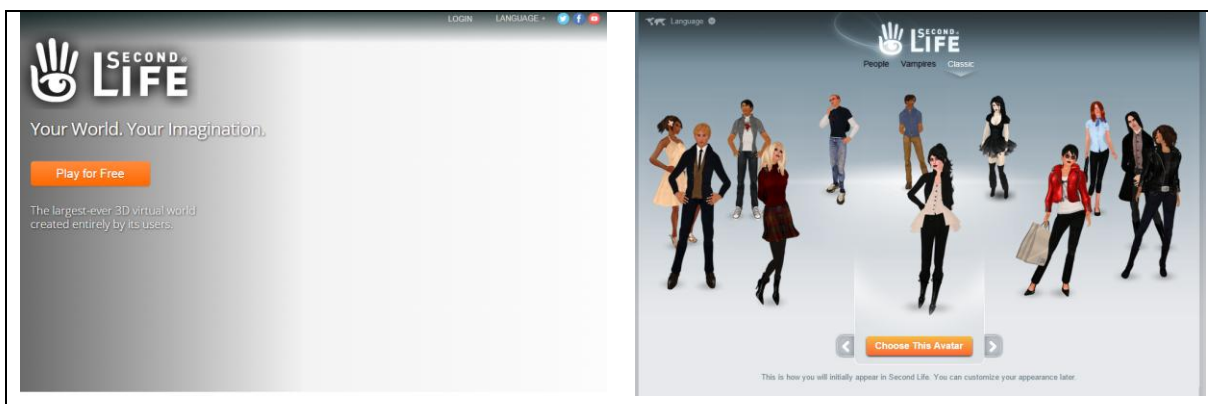 LOGIN LANGUAGE
SECOND
LIFE
Your World. Your Imagination.
Play for Free
The largest-ever 3D virtual world
created entirely by its users.
Language
SECOND
LIFE
People Vampires Classic
Choose This Avatar
This is how you will initially appear in Second Life. You can customize your appearance later.